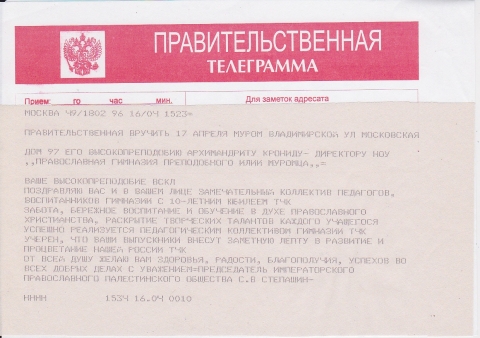 ПРАВИТЕЛЬСТВЕННАЯ
ТЕЛЕГРАММА
Прием го час мин.
Для заметок адресата
МОСКВА Ч9/1802 96 16/04 1523=
ПРАВИТЕЛЬСТВЕННАЯ ВРУЧИТЬ 17 АПРЕЛЯ МУРОМ ВЛАДИМИРСКОЙ УЛ МОСКОВСКАЯ
ДОМ 97 ЕГО ВЫСОКОПРЕПОДОБИЮ АРХИМАНДРИТУ КРОНИДУ- ДИРЕКТОРУ НОУ
,,ПРАВОСЛАВНАЯ ГИМНАЗИЯ ПРЕПОДОБНОГО ИЛИИ МУРОМЦА,,=
ВАШЕ ВЫСОКОПРЕПОДОБИЕ ВСКЛ
ПОЗДРАВЛЯЮ ВАС И В ВАШЕМ ЛИЦЕ ЗАМЕЧАТЕЛЬНЫЙ КОЛЛЕКТИВ ПЕДАГОГОВ,
ВОСПИТАННИКОВ ГИМНАЗИИ С 10-ЛЕТНИМ ЮБИЛЕЕМ ТЧК
ЗАБОТА, БЕРЕЖНОЕ ВОСПИТАНИЕ И ОБУЧЕНИЕ В ДУХЕ ПРАВОСЛАВНОГО
ХРИСТИАНСТВА, РАСКРЫТИЕ ТВОРЧЕСКИХ ТАЛАНТОВ КАЖДОГО УЧАЩЕГОСЯ
УСПЕШНО РЕАЛИЗУЕТСЯ ПЕДАГОГИЧЕСКИМ КОЛЛЕКТИВОМ ГИМНАЗИИ ТЧК
УЧЕРЕН, ЧТО ВАШИ ВЫПУСКНИКИ ВНЕСУТ ЗАМЕТНУЮ ЛЕПТУ В РАЗВИТИЕ И
ПРОЦВЕТАНИЕ НАШЕЙ РОССИИ ТЧК
ОТ ВСЕЙ ДУШУ ЖЕЛАЮ ВАМ ЗДОРОВЬЯ, РАДОСТИ, БЛАГОПОЛУЧИЯ, УСПЕХОВ ВО
ВСЕХ ДОБРЫХ ДЕЛАХ С УВАЖЕНИЕМ=ПРЕДСЕДАТЕЛЬ ИМПЕРАТОРСКОГО
ПРАВОСЛАВНОГО ПАЛЕСТИНСКОГО ОБЩЕСТВА С.В СТЕПАШИН-
НННН 1534 16.04 0010